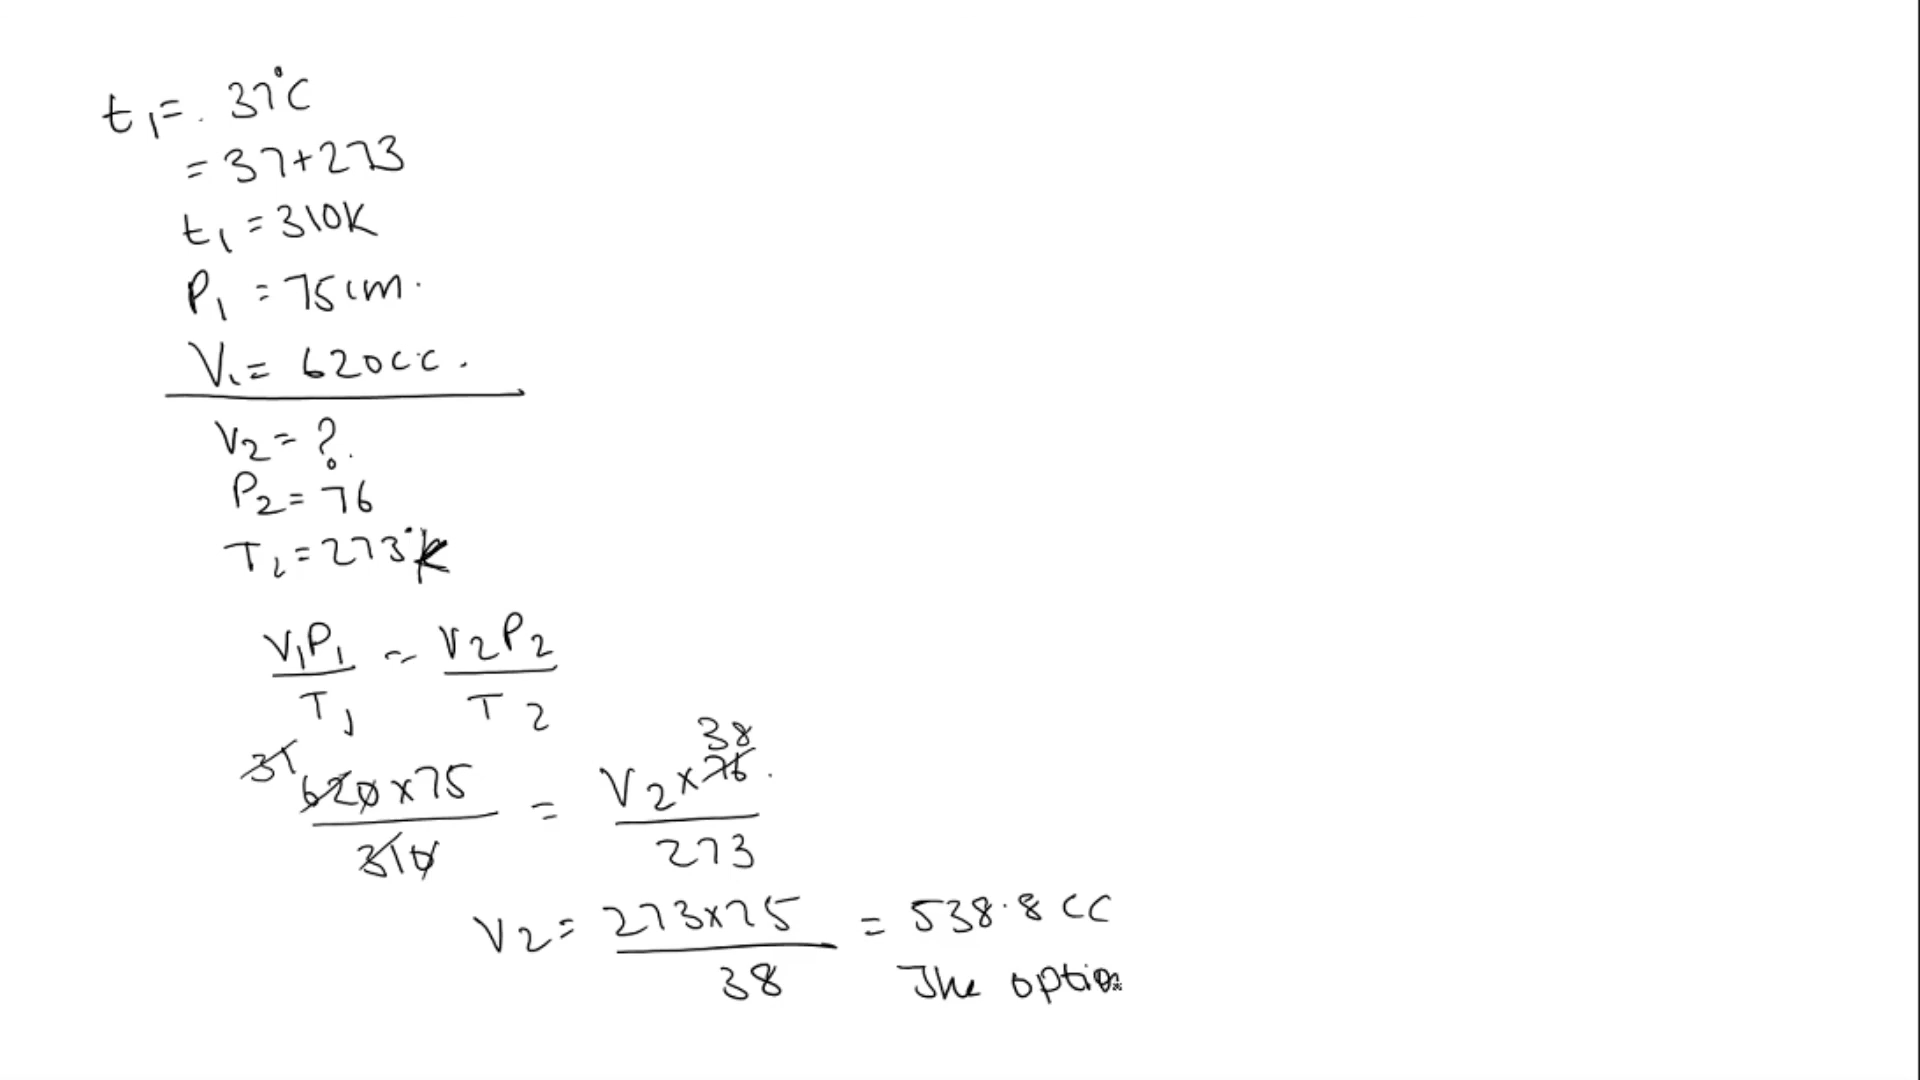 t₁ = . 37°C
= 37+273
t₁ = 310K
P₁ = 75cm.
V₁ = 620cc.
V₂ = ?.
P₂ = 76
T₂ = 273°K
V₁P₁/T₁ = V₂P₂/T₂
31 620×75/310 = V₂×76/273 38
V₂ = 273×75/38 = 538.8 CC
The optio